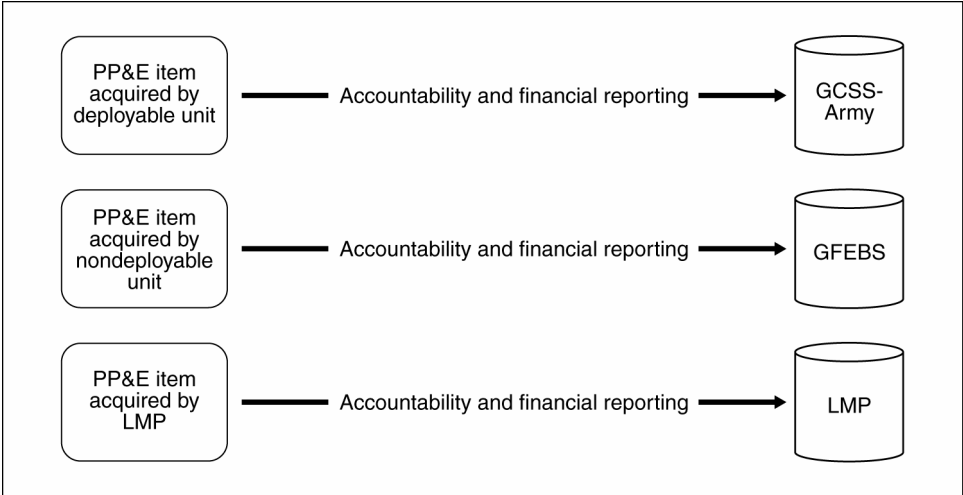 PP&E item
acquired by
deployable unit
Accountability and financial reporting
GCSS-
Army
PP&E item
acquired by
nondeployable
unit
Accountability and financial reporting
GFEBS
PP&E item
acquired by
LMP
Accountability and financial reporting
LMP